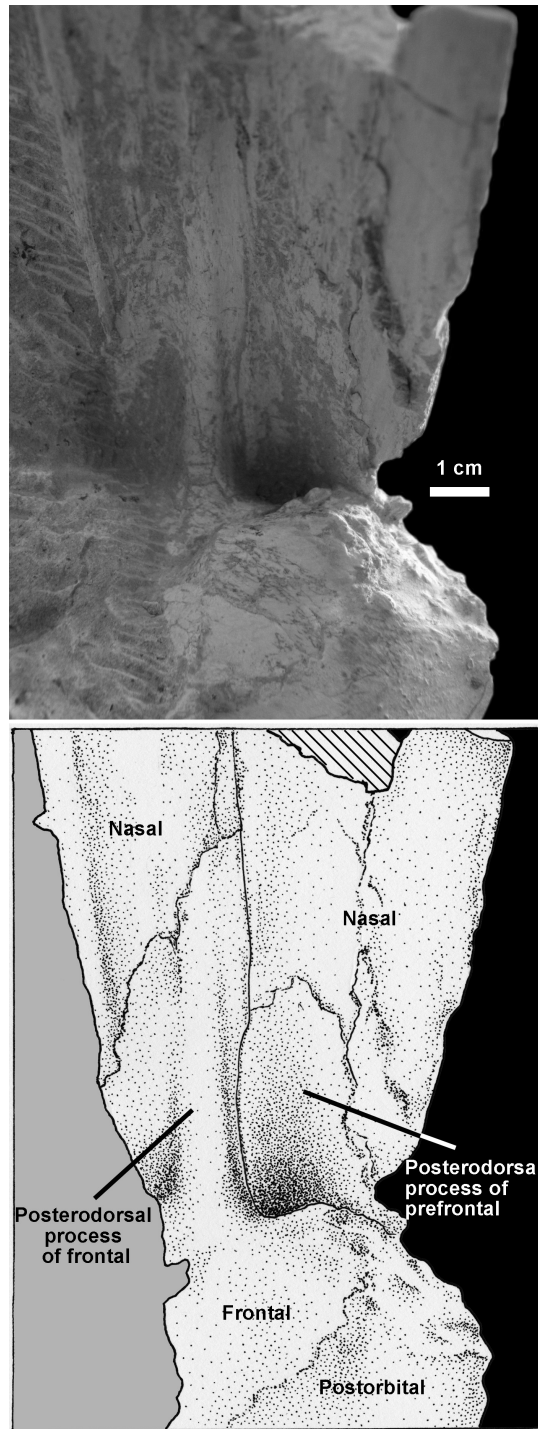 1 cm
Nasal
Nasal
Posterodorsal
process
of frontal
Posterodorsa
process of
prefrontal
Frontal
Postorbital